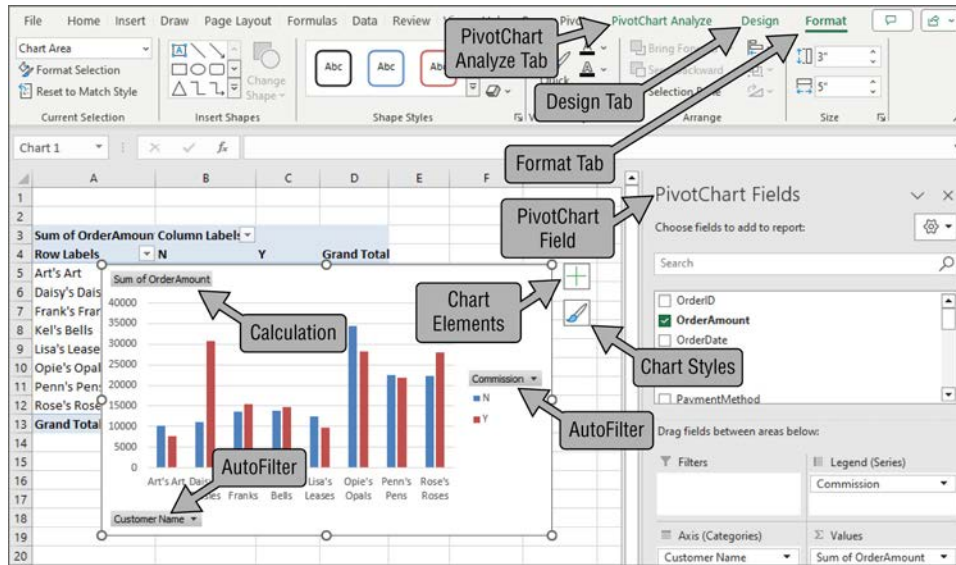 File Home Insert Draw Page Layout Formulas Data Review PivotChart Analyze Design Format
Chart Area
Format Selection
Reset to Match Style
Current Selection
Change
Shape
Insert Shapes
Abc Abc Abc
Shape Styles
Bring
Selection
Arrange
3"
5"
Size
PivotChart
Analyze Tab
Design Tab
Format Tab
Chart 1
fx
A B C D E F
1
2
3 Sum of OrderAmoun Column Labels
4 Row Labels N Y Grand Total
5 Art's Art
6 Daisy's Dais
7 Frank's Fran
8 Kel's Bells
9 Lisa's Lease
10 Opie's Opal
11 Penn's Pens
12 Rose's Rose
13 Grand Total
14
15
16
17
18
19
20
Sum of OrderAmount
40000
35000
30000
25000
20000
15000
10000
5000
0
Art's Art Opie's Penn's Rose's
Franks Bells Leases Opals Pens Roses
Customer Name
Commission
N
Y
Calculation
AutoFilter
PivotChart
Field
Chart
Elements
Chart Styles
AutoFilter
PivotChart Fields
Choose fields to add to report:
Search
OrderID
OrderAmount
OrderDate
PaymentMethod
Drag fields between areas below:
Filters
Legend (Series)
Commission
Axis (Categories)
Σ Values
Customer Name
Sum of OrderAmount